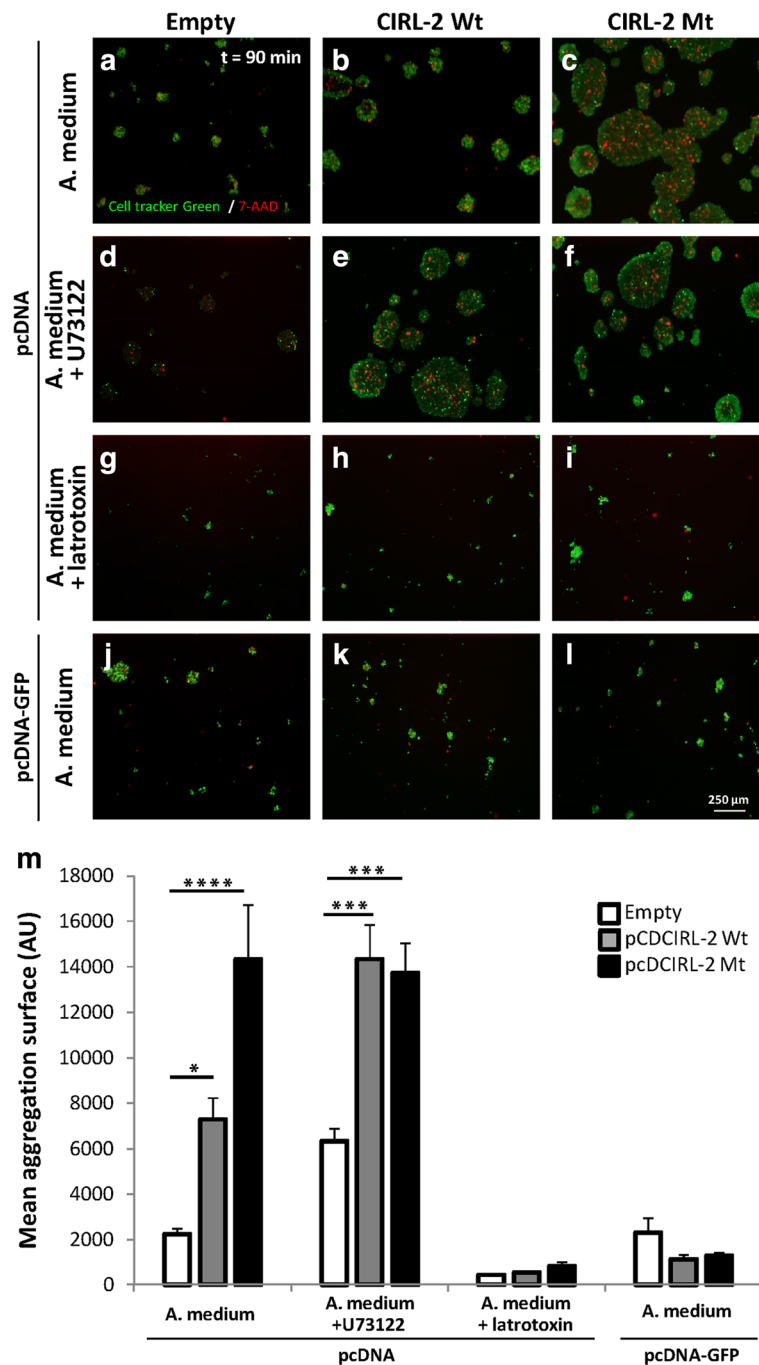 Empty CIRL-2 Wt CIRL-2 Mt
pcDNA
A. medium
a t = 90 min b c
Cell tracker Green / 7-AAD
A. medium
+ U73122
d e f
A. medium
+ latrotoxin
g h i
pcDNA-GFP
A. medium
j k l
250 µm
m
Mean aggregation surface (AU)
18000
16000
14000
12000
10000
8000
6000
4000
2000
0
* **** *** ***
Empty
pCDCIRL-2 Wt
pcDCIRL-2 Mt
A. medium A. medium A. medium A. medium
+U73122 + latrotoxin
pcDNA pcDNA-GFP